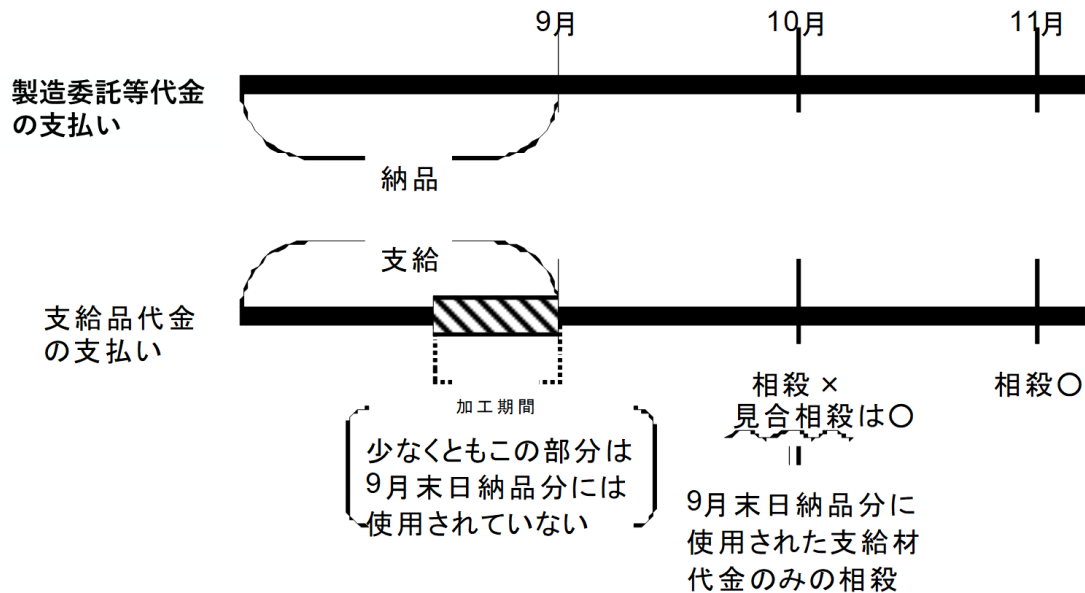 9月
10月
11月
製造委託等代金
の支払い
納品
支給
支給品代金
の支払い
加工期間
少なくともこの部分は
9月末日納品分には
使用されていない
相殺 ×
見合相殺は〇
相殺〇
9月末日納品分に
使用された支給材
代金のみの相殺